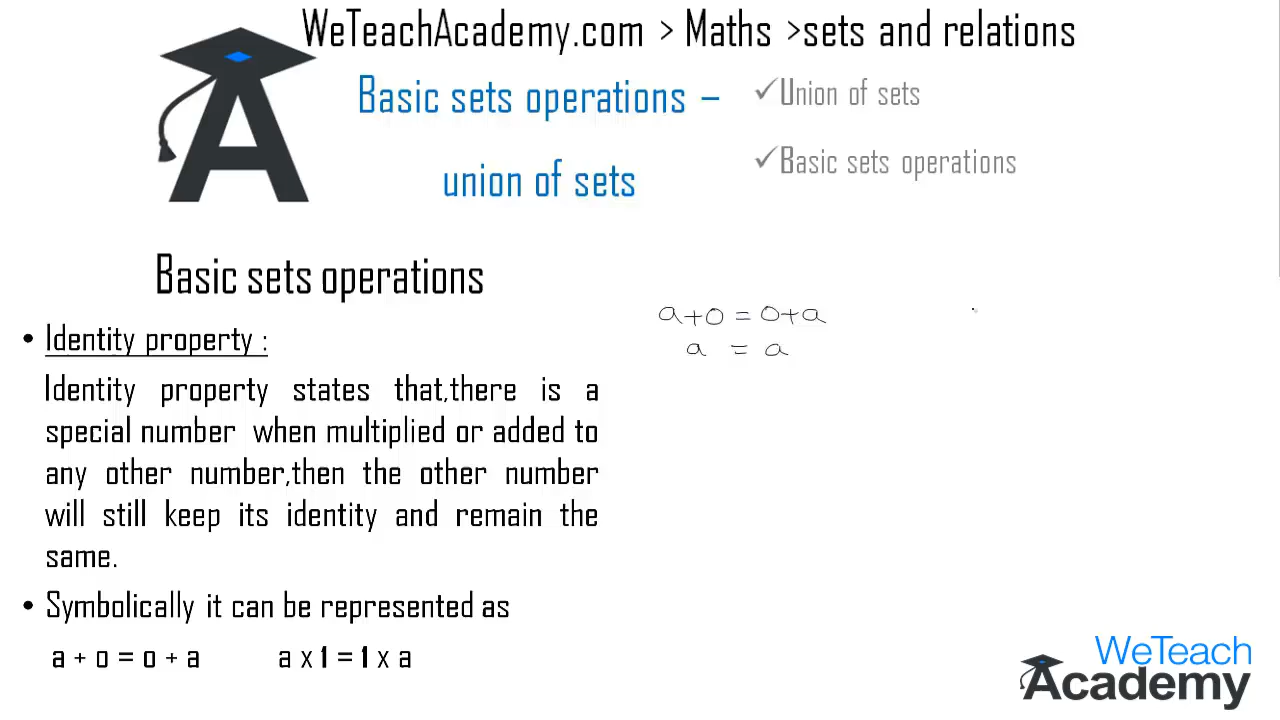 WeTeachAcademy.com > Maths >sets and relations
Basic sets operations –
union of sets
✓Union of sets
✓Basic sets operations
Basic sets operations
• Identity property :
Identity property states that,there is a
special number when multiplied or added to
any other number,then the other number
will still keep its identity and remain the
same.
• Symbolically it can be represented as
a + 0 = 0 + a a x 1 = 1 x a
a+0 = 0+a
a = a
WeTeach
Academy